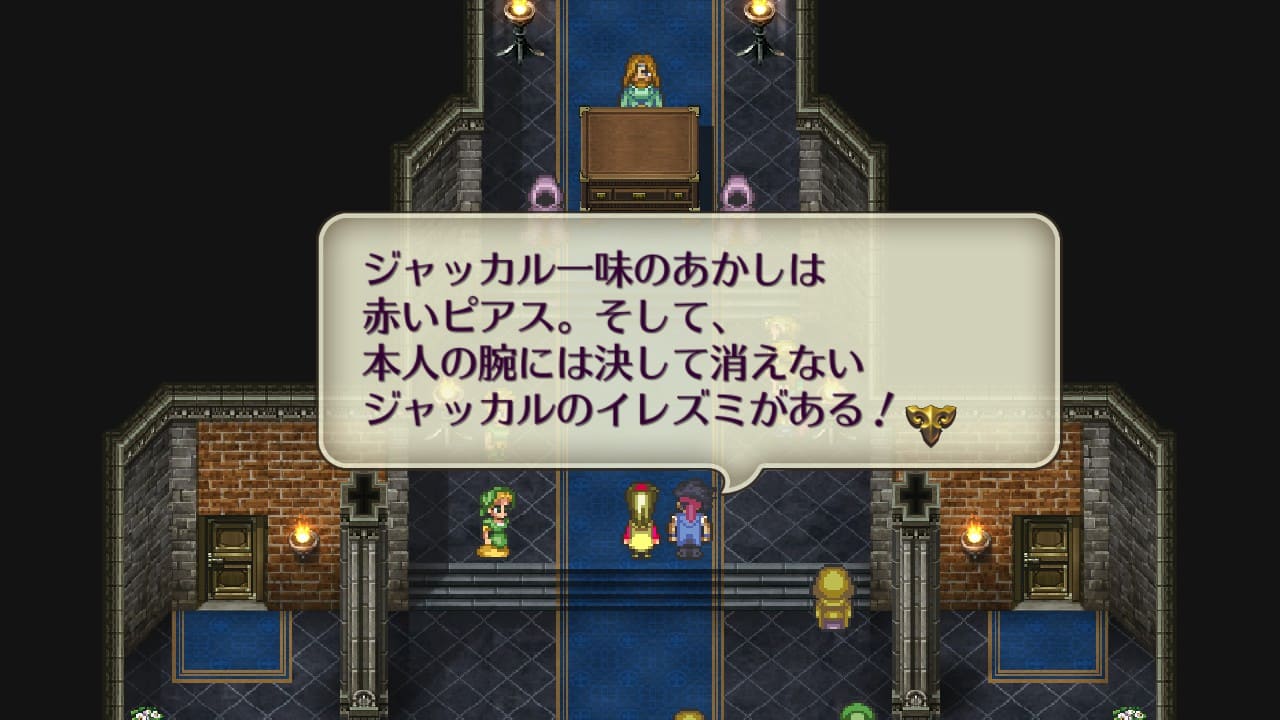 ジャッカル一味のあかしは
赤いピアス。そして、
本人の腕には決して消えない
ジャッカルのイレズミがある！